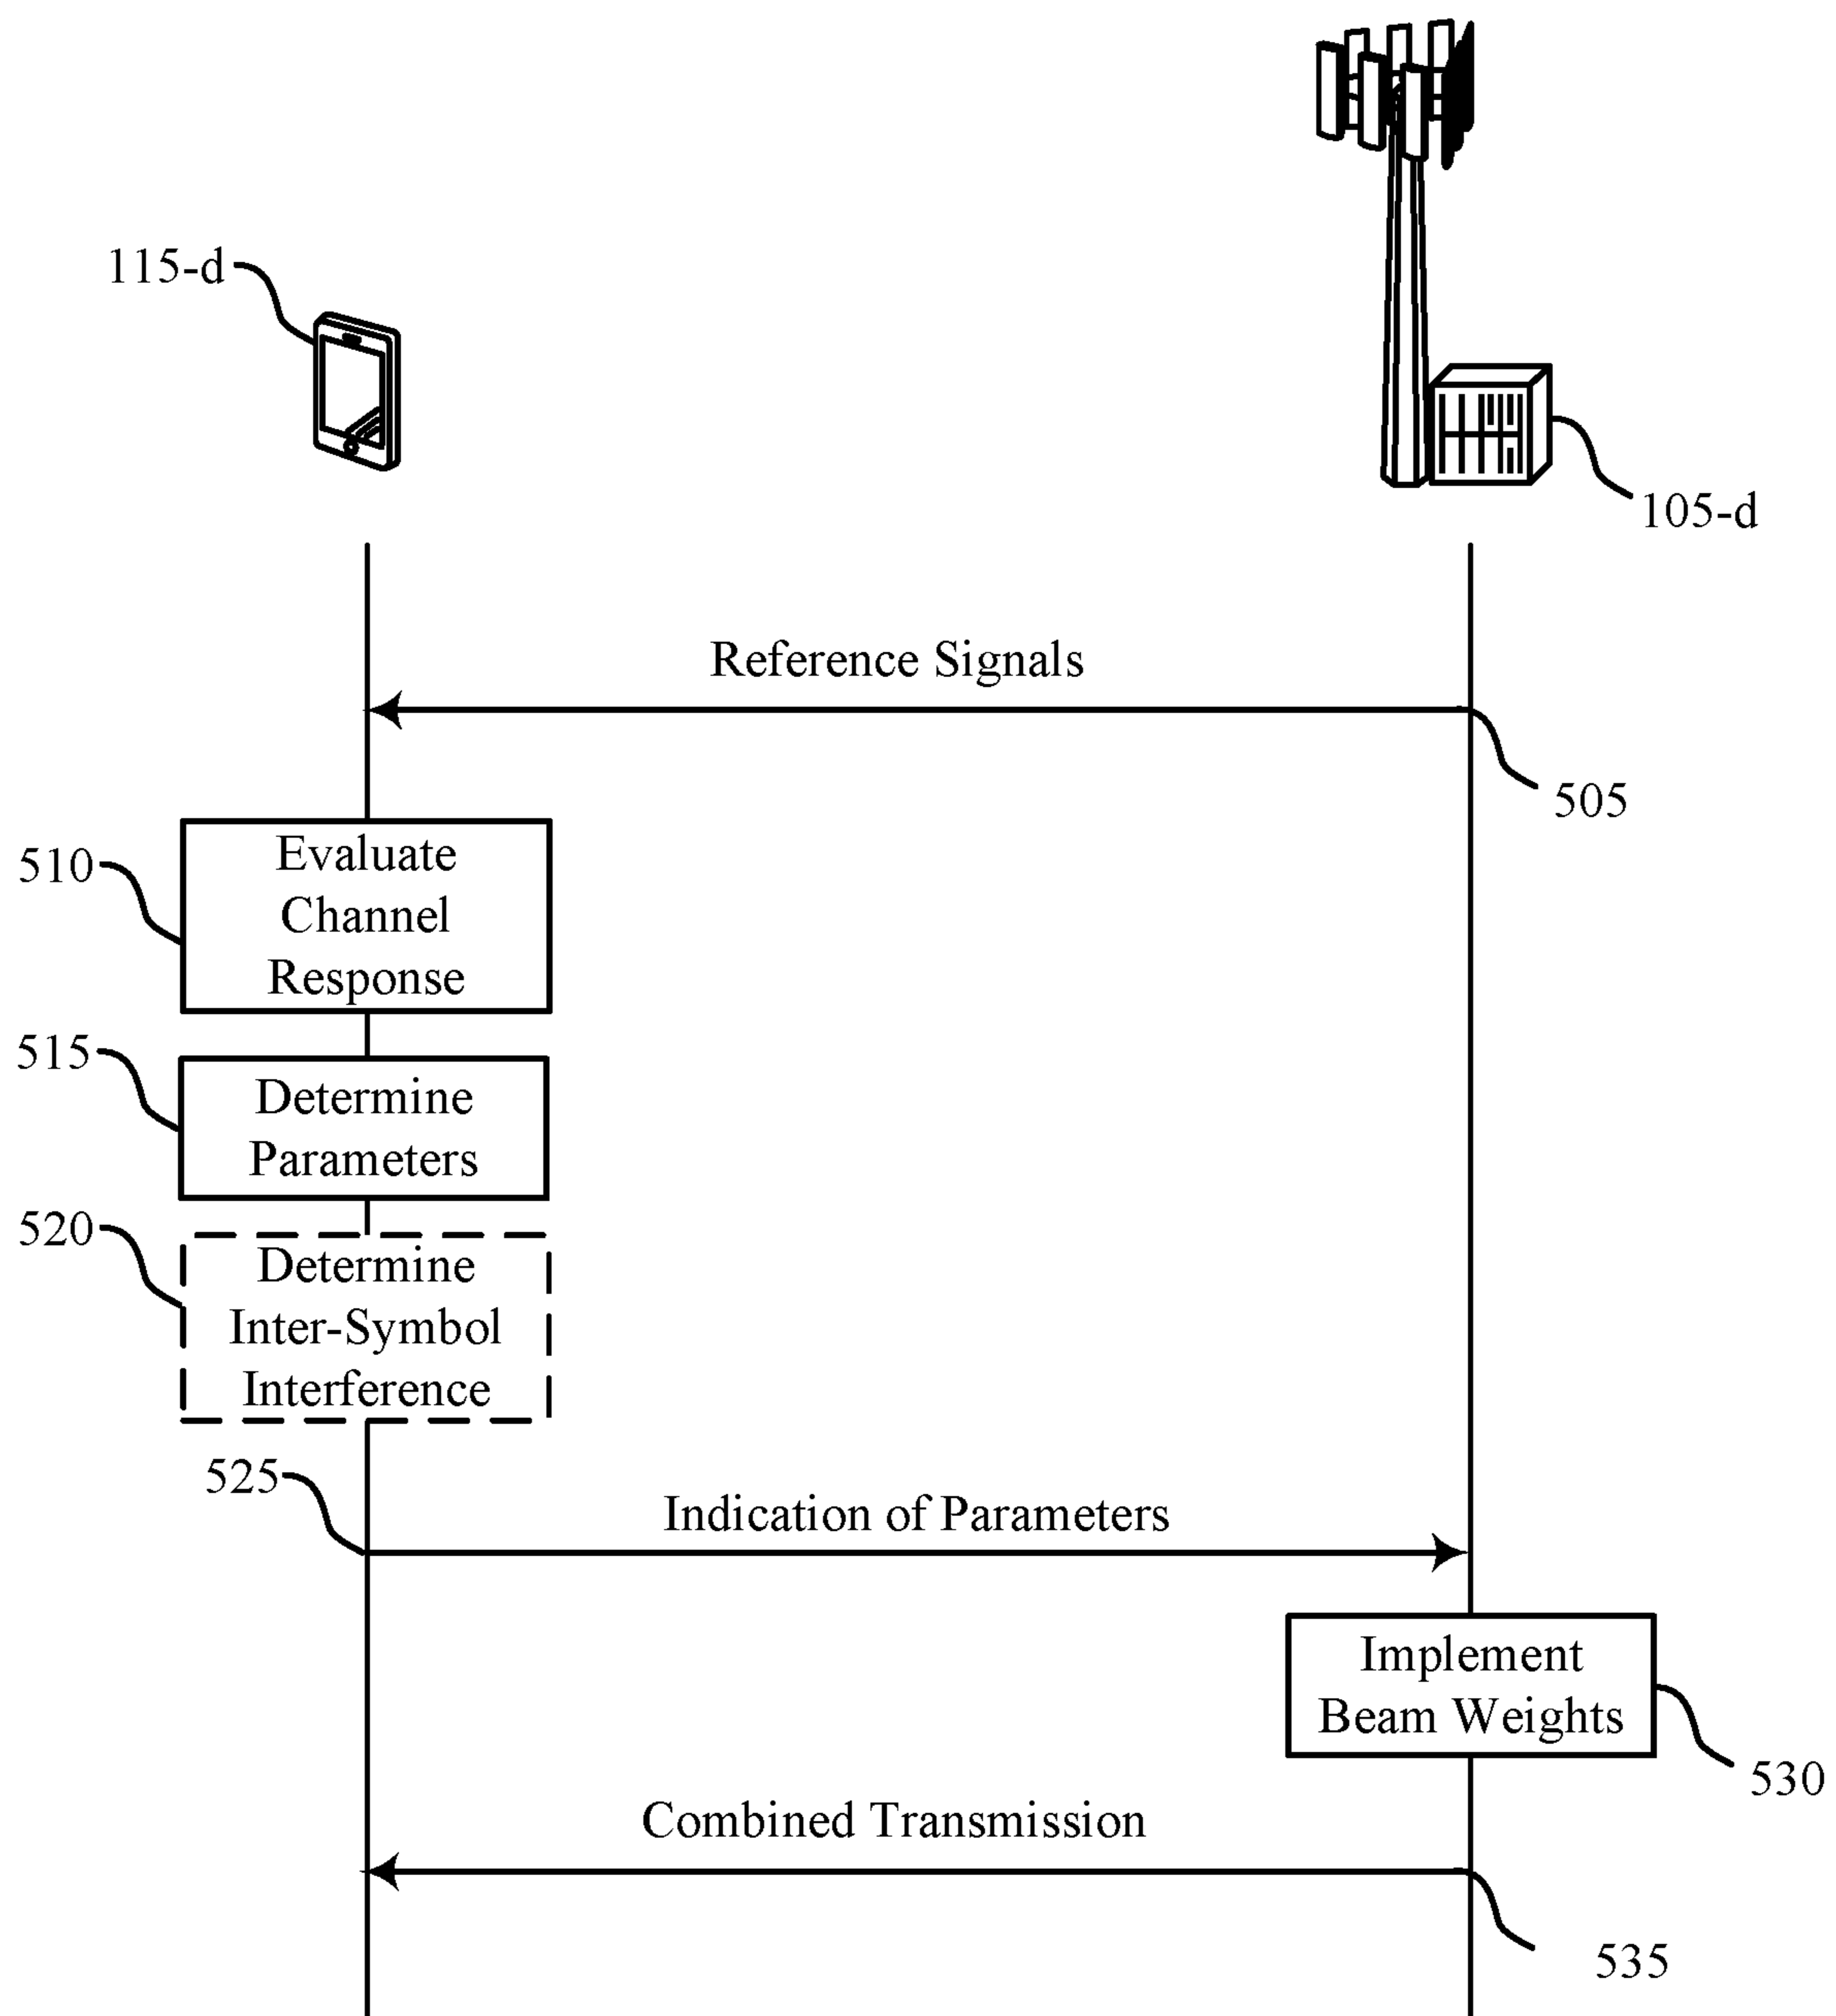 115-d
105-d
Reference Signals
505
510
Evaluate
Channel
Response
515
Determine
Parameters
520
Determine
Inter-Symbol
Interference
525
Indication of Parameters
Implement
Beam Weights
530
Combined Transmission
535